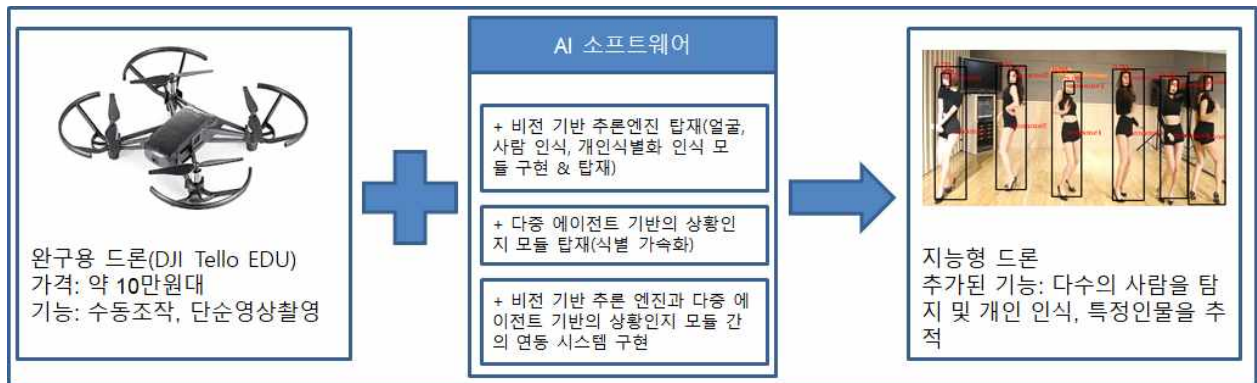 완구용 드론(DJI Tello EDU)
가격: 약 10만원대
기능: 수동조작, 단순영상촬영
AI 소프트웨어
+ 비전 기반 추론엔진 탑재(얼굴,
사람 인식, 개인식별화 인식 모
듈 구현 & 탑재)
+ 다중 에이전트 기반의 상황인
지 모듈 탑재(식별 가속화)
+ 비전 기반 추론 엔진과 다중 에
이전트 기반의 상황인지 모듈 간
의 연동 시스템 구현
지능형 드론
추가된 기능: 다수의 사람을 탐
지 및 개인 인식, 특정인물을 추
적